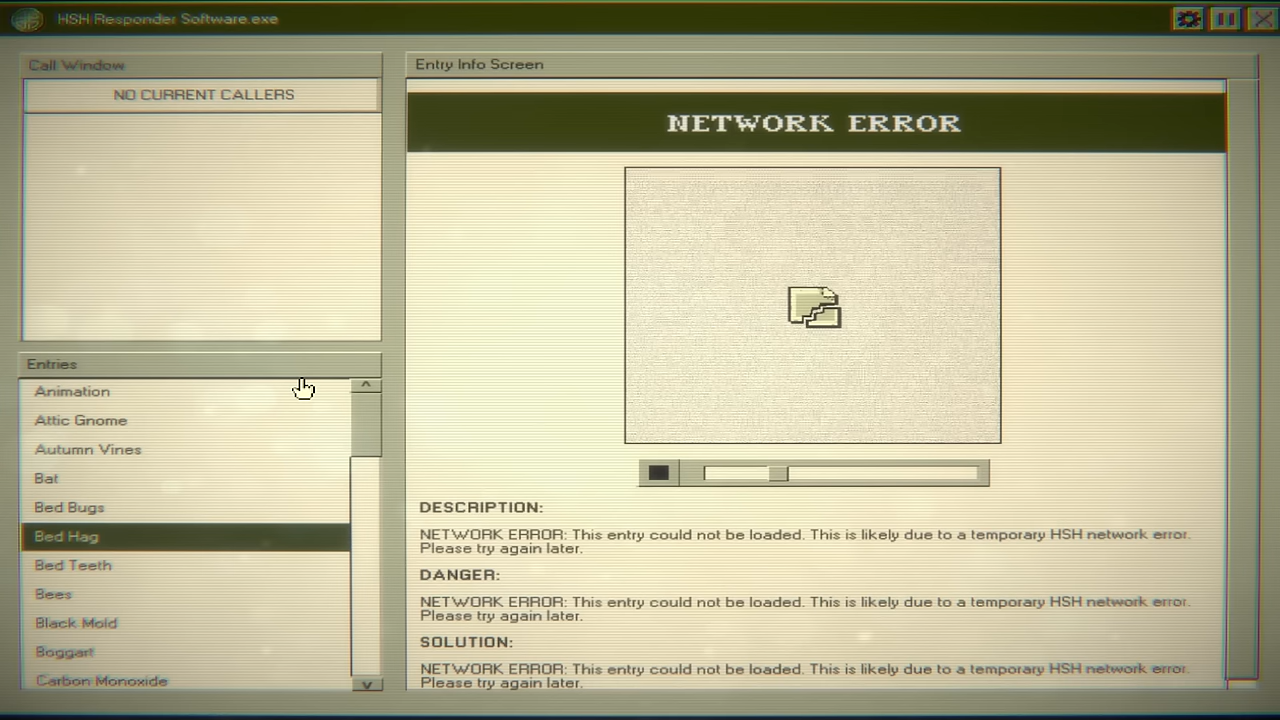 HSH Responder Software.exe
Call Window
NO CURRENT CALLERS
Entries
Animation
Attic Gnome
Autumn Vines
Bat
Bed Bugs
Bed Hag
Bed Teeth
Bees
Black Mold
Boggart
Carbon Monoxide
Entry Info Screen
NETWORK ERROR
DESCRIPTION:
NETWORK ERROR: This entry could not be loaded. This is likely due to a temporary HSH network error.
Please try again later.
DANGER:
NETWORK ERROR: This entry could not be loaded. This is likely due to a temporary HSH network error.
Please try again later.
SOLUTION:
NETWORK ERROR: This entry could not be loaded. This is likely due to a temporary HSH network error.
Please try again later.